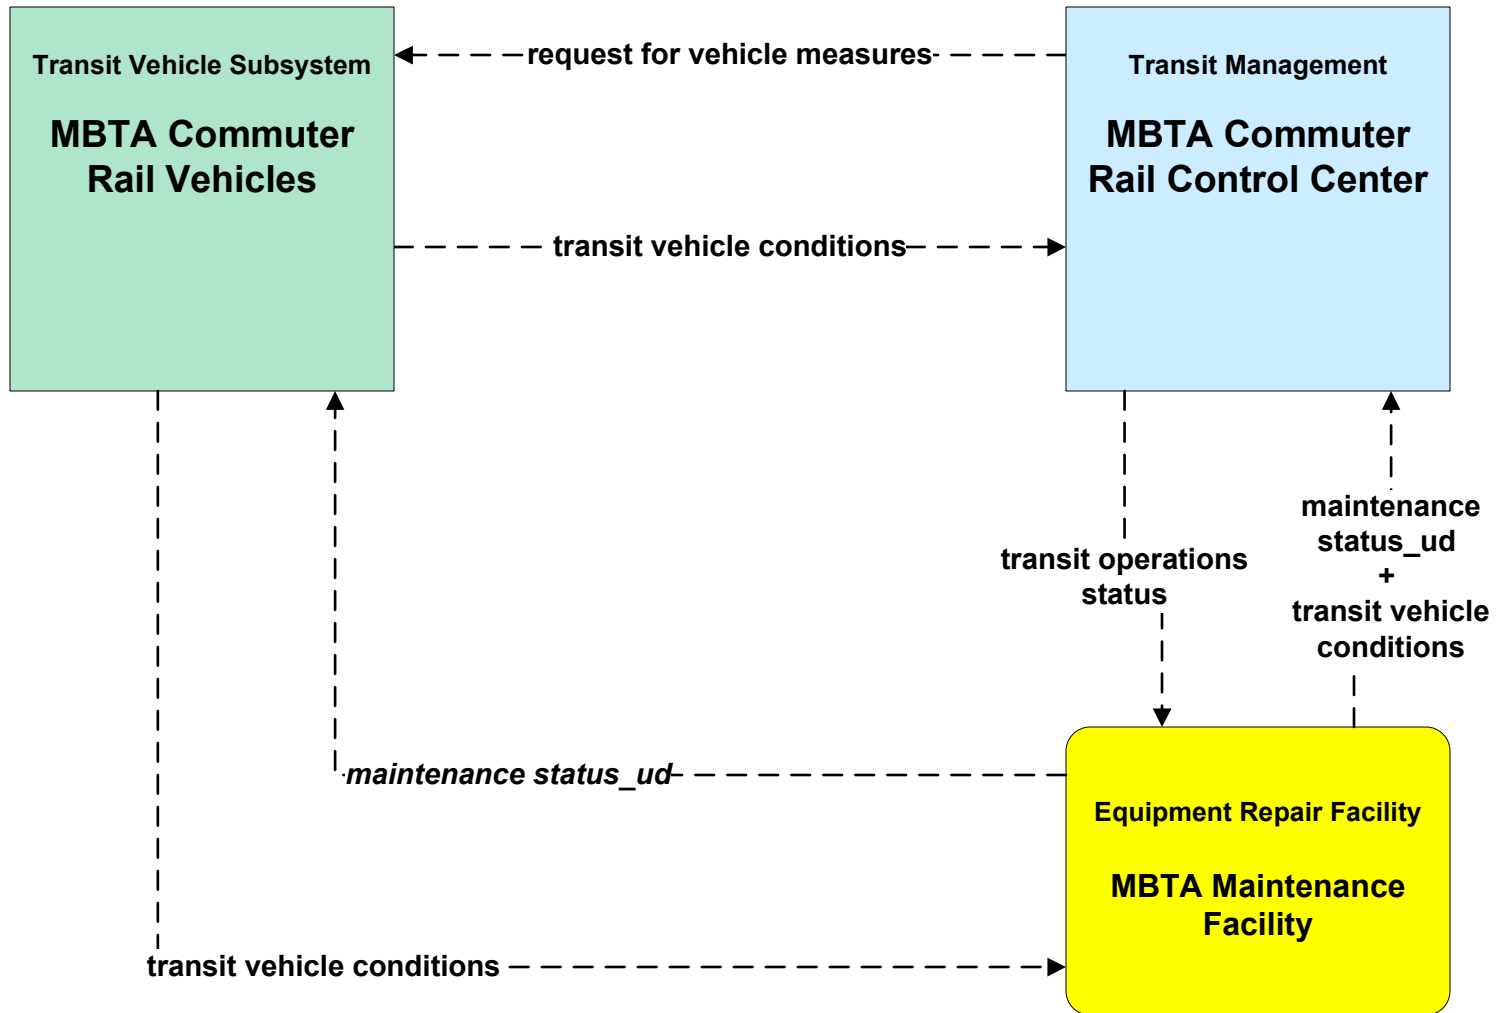 Transit Vehicle Subsystem
MBTA Commuter
Rail Vehicles
request for vehicle measures
Transit Management
MBTA Commuter
Rail Control Center
transit vehicle conditions
transit operations
status
maintenance
status_ud
+
transit vehicle
conditions
maintenance status_ud
Equipment Repair Facility
MBTA Maintenance
Facility
transit vehicle conditions